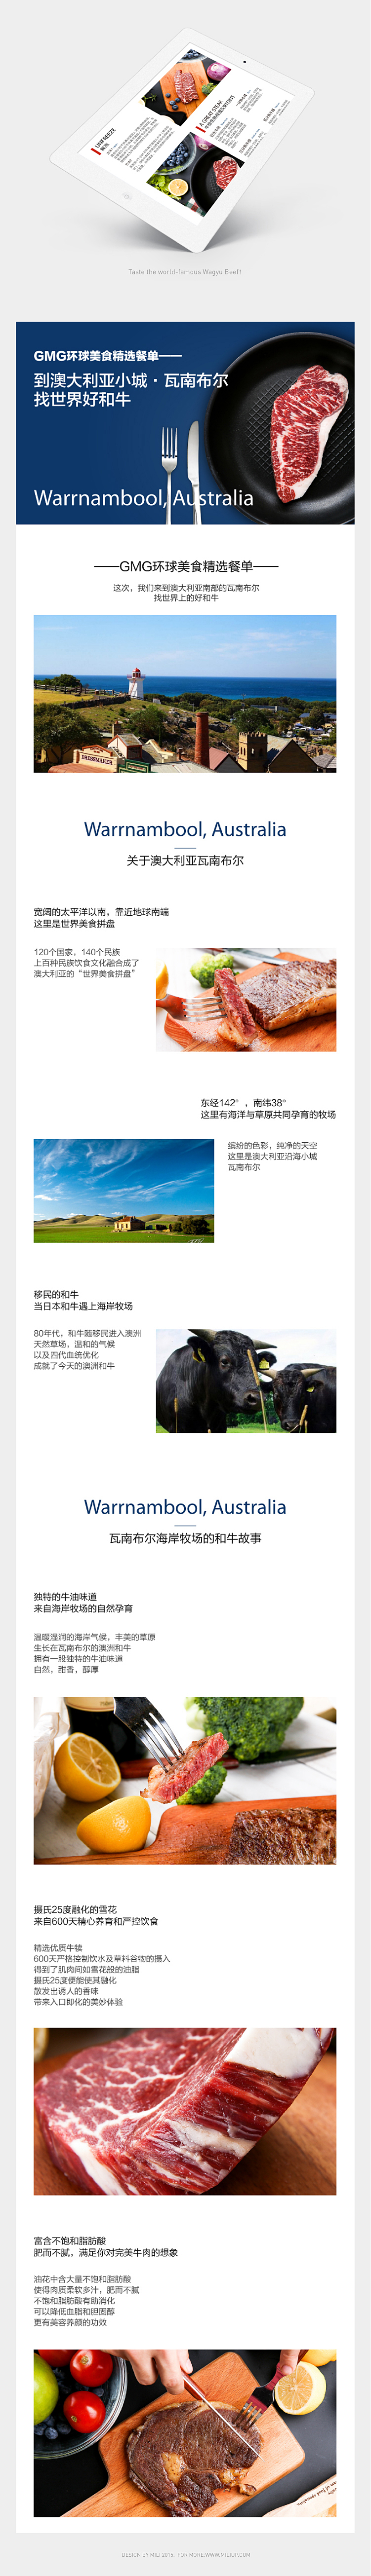 UNFREEZE
解冻
A GREAT STEAK
Taste the world-famous Wagyu Beef!
GMG环球美食精选餐单——
到澳大利亚小城·瓦南布尔
找世界好和牛
Warrnambool, Australia
——GMG环球美食精选餐单——
这次，我们来到澳大利亚南部的瓦南布尔
找世界上的好和牛
DRESSMAKER
Warrnambool, Australia
关于澳大利亚瓦南布尔
宽阔的太平洋以南，靠近地球南端
这里是世界美食拼盘
120个国家，140个民族
上百种民族饮食文化融合成了
澳大利亚的“世界美食拼盘”
东经142°，南纬38°
这里有海洋与草原共同孕育的牧场
缤纷的色彩，纯净的天空
这里是澳大利亚沿海小城
瓦南布尔
移民的和牛
当日本和牛遇上海岸牧场
80年代，和牛随移民进入澳洲
天然草场，温和的气候
以及四代血统优化
成就了今天的澳洲和牛
Warrnambool, Australia
瓦南布尔海岸牧场的和牛故事
独特的牛油味道
来自海岸牧场的自然孕育
温暖湿润的海岸气候，丰美的草原
生长在瓦南布尔的澳洲和牛
拥有一股独特的牛油味道
自然，甜香，醇厚
摄氏25度融化的雪花
来自600天精心养育和严控饮食
精选优质牛犊
600天严格控制饮水及草料谷物的摄入
得到了肌肉间如雪花般的油脂
摄氏25度便能使其融化
散发出诱人的香味
带来入口即化的美妙体验
富含不饱和脂肪酸
肥而不腻，满足你对完美牛肉的想象
油花中含大量不饱和脂肪酸
使得肉质柔软多汁，肥而不腻
不饱和脂肪酸有助消化
可以降低血脂和胆固醇
更有美容养颜的功效
DESIGN BY MILI 2015. FOR MORE:WWW.MILIUP.COM